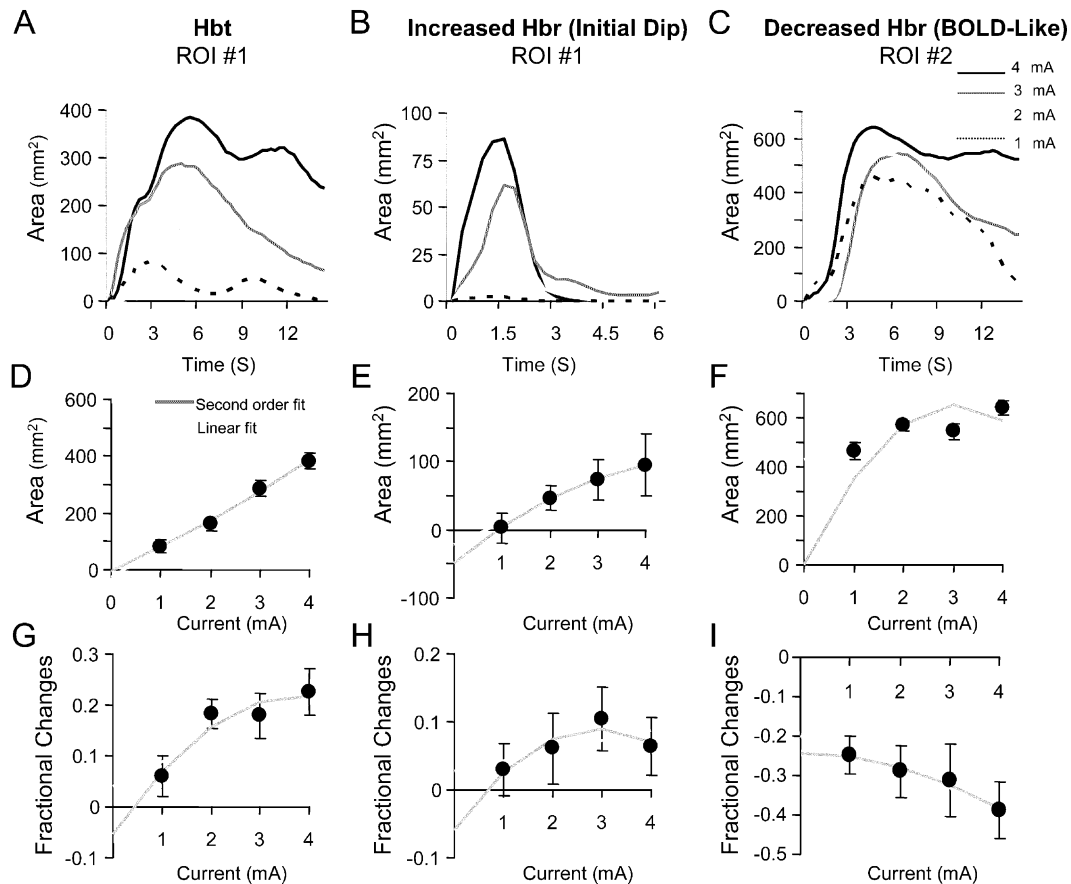 A
Hbt
ROI #1
B
Increased Hbr (Initial Dip)
ROI #1
C
Decreased Hbr (BOLD-Like)
ROI #2
4 mA
3 mA
2 mA
1 mA
Area (mm2)
400
300
200
100
0
0 3 6 9 12
Time (S)
Area (mm2)
100
75
50
25
0
0 1.5 3 4.5 6
Time (S)
Area (mm2)
600
400
200
0
0 3 6 9 12
Time (S)
D
Area (mm2)
600
400
200
0
Second order fit
Linear fit
0 1 2 3 4
Current (mA)
E
Area (mm2)
200
100
0
-100
1 2 3 4
Current (mA)
F
Area (mm2)
600
400
200
0
0 1 2 3 4
Current (mA)
G
Fractional Changes
0.3
0.2
0.1
0
-0.1
1 2 3 4
Current (mA)
H
Fractional Changes
0.2
0.1
0
-0.1
1 2 3 4
Current (mA)
I
Fractional Changes
0
-0.1
-0.2
-0.3
-0.4
-0.5
1 2 3 4
Current (mA)